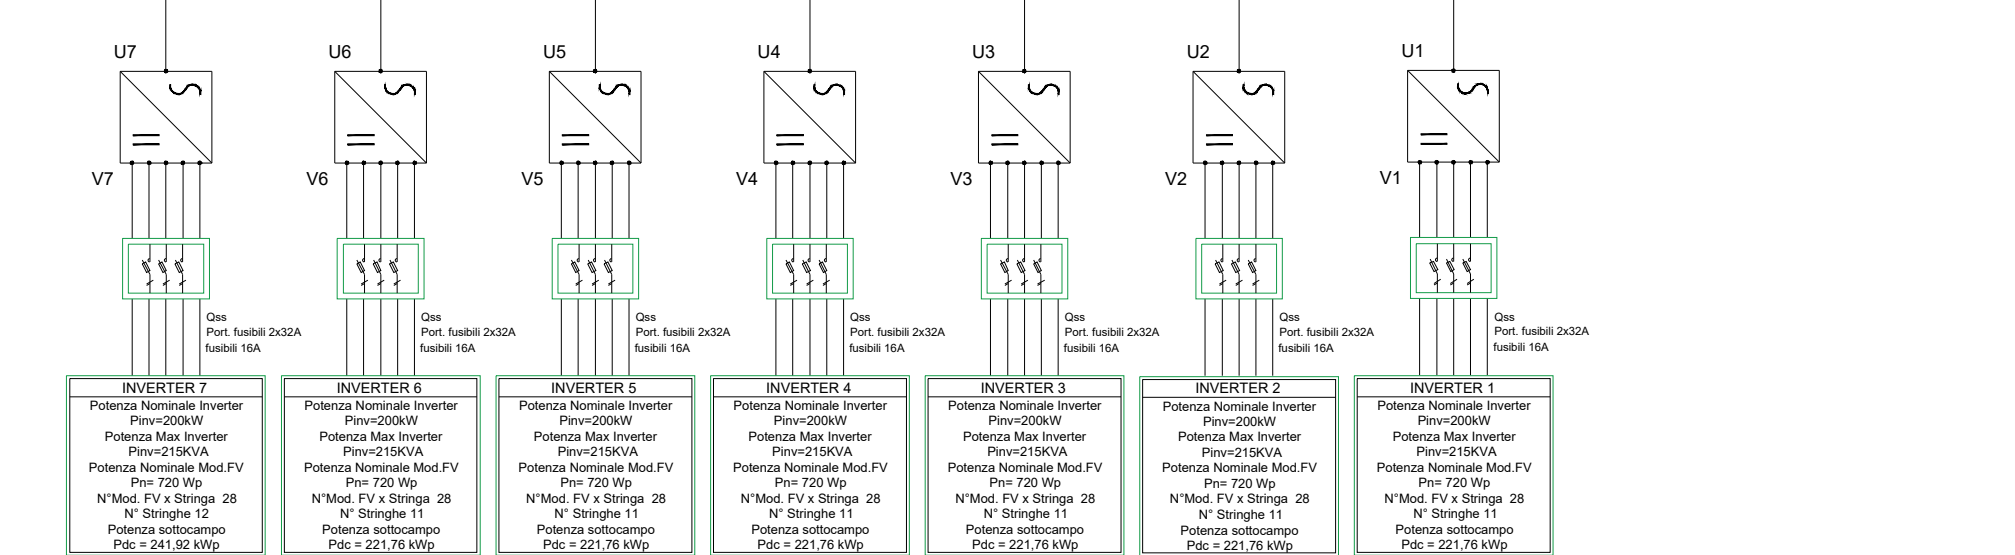 U7
U6
U5
U4
U3
U2
U1
V7
V6
V5
V4
V3
V2
V1
Qss
Port. fusibili 2x32A
fusibili 16A
Qss
Port. fusibili 2x32A
fusibili 16A
Qss
Port. fusibili 2x32A
fusibili 16A
Qss
Port. fusibili 2x32A
fusibili 16A
Qss
Port. fusibili 2x32A
fusibili 16A
Qss
Port. fusibili 2x32A
fusibili 16A
Qss
Port. fusibili 2x32A
fusibili 16A
INVERTER 7
Potenza Nominale Inverter
Pinv=200kW
Potenza Max Inverter
Pinv=215KVA
Potenza Nominale Mod.FV
Pn= 720 Wp
N°Mod. FV x Stringa 28
N° Stringhe 12
Potenza sottocampo
Pdc = 241,92 kWp
INVERTER 6
Potenza Nominale Inverter
Pinv=200kW
Potenza Max Inverter
Pinv=215KVA
Potenza Nominale Mod.FV
Pn= 720 Wp
N°Mod. FV x Stringa 28
N° Stringhe 11
Potenza sottocampo
Pdc = 221,76 kWp
INVERTER 5
Potenza Nominale Inverter
Pinv=200kW
Potenza Max Inverter
Pinv=215KVA
Potenza Nominale Mod.FV
Pn= 720 Wp
N°Mod. FV x Stringa 28
N° Stringhe 11
Potenza sottocampo
Pdc = 221,76 kWp
INVERTER 4
Potenza Nominale Inverter
Pinv=200kW
Potenza Max Inverter
Pinv=215KVA
Potenza Nominale Mod.FV
Pn= 720 Wp
N°Mod. FV x Stringa 28
N° Stringhe 11
Potenza sottocampo
Pdc = 221,76 kWp
INVERTER 3
Potenza Nominale Inverter
Pinv=200kW
Potenza Max Inverter
Pinv=215KVA
Potenza Nominale Mod.FV
Pn= 720 Wp
N°Mod. FV x Stringa 28
N° Stringhe 11
Potenza sottocampo
Pdc = 221,76 kWp
INVERTER 2
Potenza Nominale Inverter
Pinv=200kW
Potenza Max Inverter
Pinv=215KVA
Potenza Nominale Mod.FV
Pn= 720 Wp
N°Mod. FV x Stringa 28
N° Stringhe 11
Potenza sottocampo
Pdc = 221,76 kWp
INVERTER 1
Potenza Nominale Inverter
Pinv=200kW
Potenza Max Inverter
Pinv=215KVA
Potenza Nominale Mod.FV
Pn= 720 Wp
N°Mod. FV x Stringa 28
N° Stringhe 11
Potenza sottocampo
Pdc = 221,76 kWp